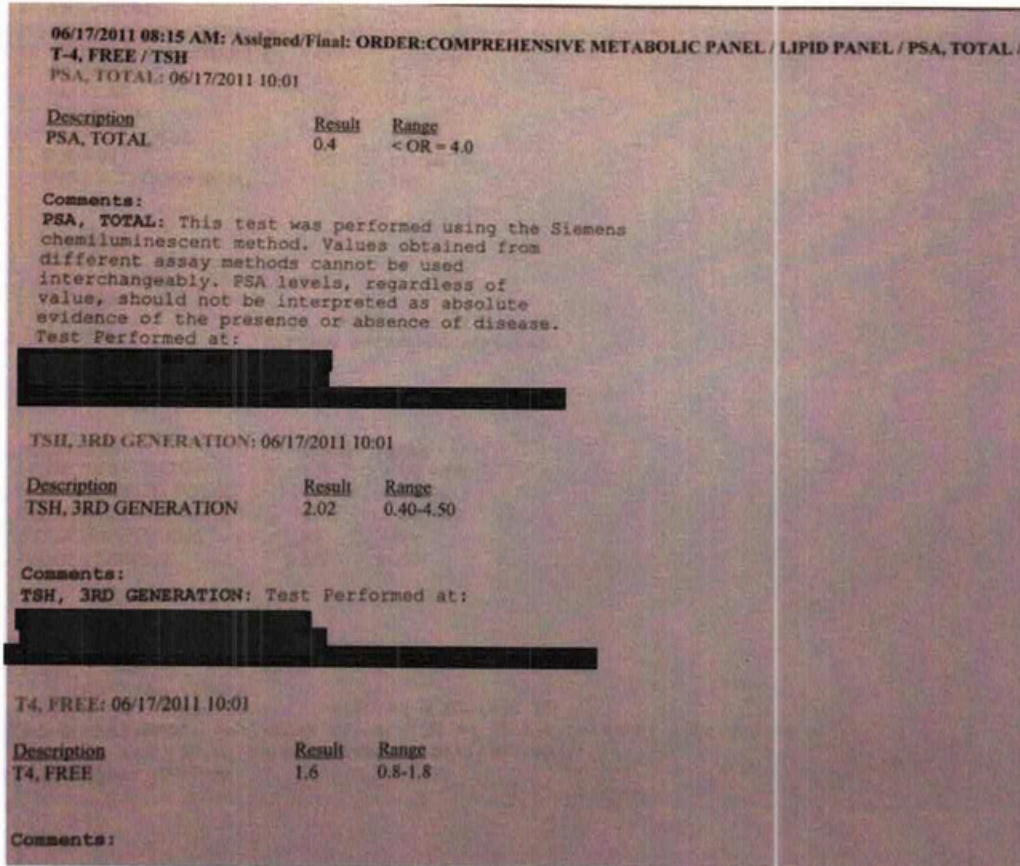 06/17/2011 08:15 AM: Assigned/Final: ORDER:COMPREHENSIVE METABOLIC PANEL / LIPID PANEL / PSA, TOTAL /
T-4, FREE / TSH
PSA, TOTAL: 06/17/2011 10:01
Description Result Range
PSA, TOTAL 0.4 < OR = 4.0
Comments:
PSA, TOTAL: This test was performed using the Siemens
chemiluminescent method. Values obtained from
different assay methods cannot be used
interchangeably. PSA levels, regardless of
value, should not be interpreted as absolute
evidence of the presence or absence of disease.
Test Performed at:
TSH, 3RD GENERATION: 06/17/2011 10:01
Description Result Range
TSH, 3RD GENERATION 2.02 0.40-4.50
Comments:
TSH, 3RD GENERATION: Test Performed at:
T4, FREE: 06/17/2011 10:01
Description Result Range
T4, FREE 1.6 0.8-1.8
Comments: